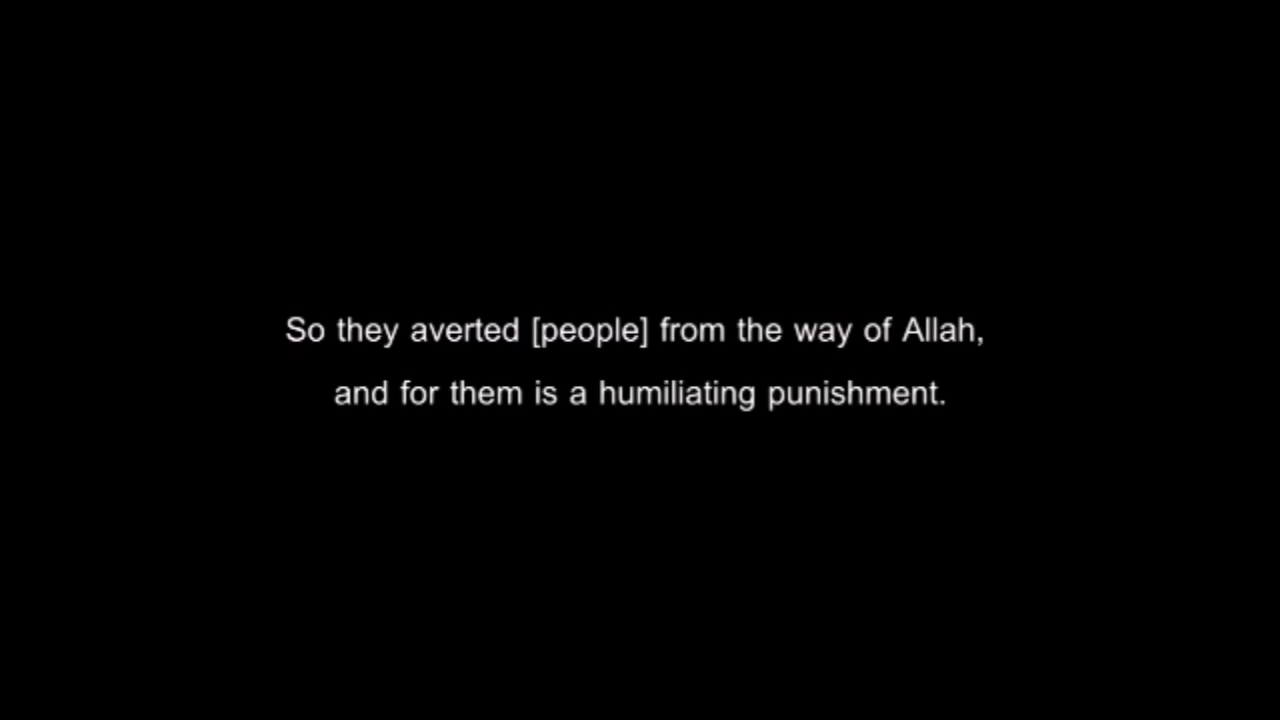 So they averted [people] from the way of Allah,
and for them is a humiliating punishment.